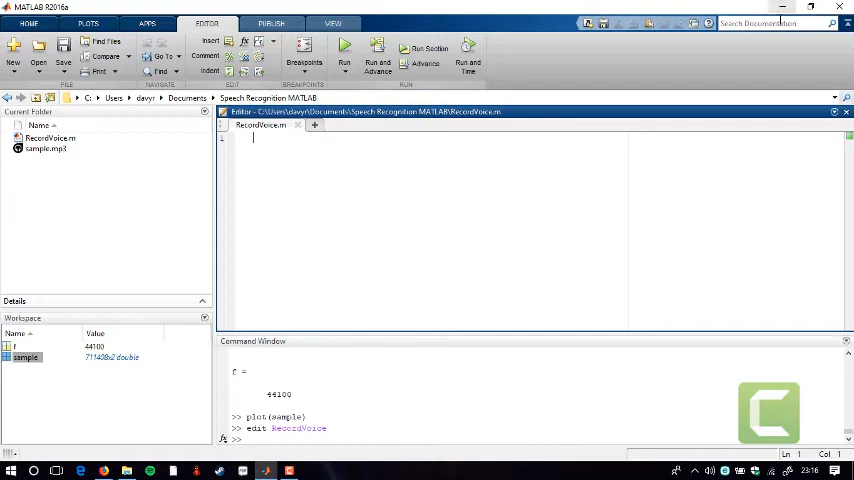 MATLAB R2016a
HOME
PLOTS
APPS
EDITOR
PUBLISH
VIEW
Search Documentation
New
Open
Save
Find Files
Compare
Print
Go To
Find
Insert
fx
Comment
Indent
Breakpoints
Run
Run and Advance
Run Section
Advance
Run and Time
FILE
NAVIGATE
EDIT
BREAKPOINTS
RUN
C: Users davyr Documents Speech Recognition MATLAB
Current Folder
Name
RecordVoice.m
sample.mp3
Details
Workspace
Name Value
f 44100
sample 711408x2 double
Editor - C:\Users\davyr\Documents\Speech Recognition MATLAB\RecordVoice.m
RecordVoice.m
1
Command Window
f =
44100
>> plot(sample)
>> edit RecordVoice
fx >>
Ln 1 Col 1
23:16